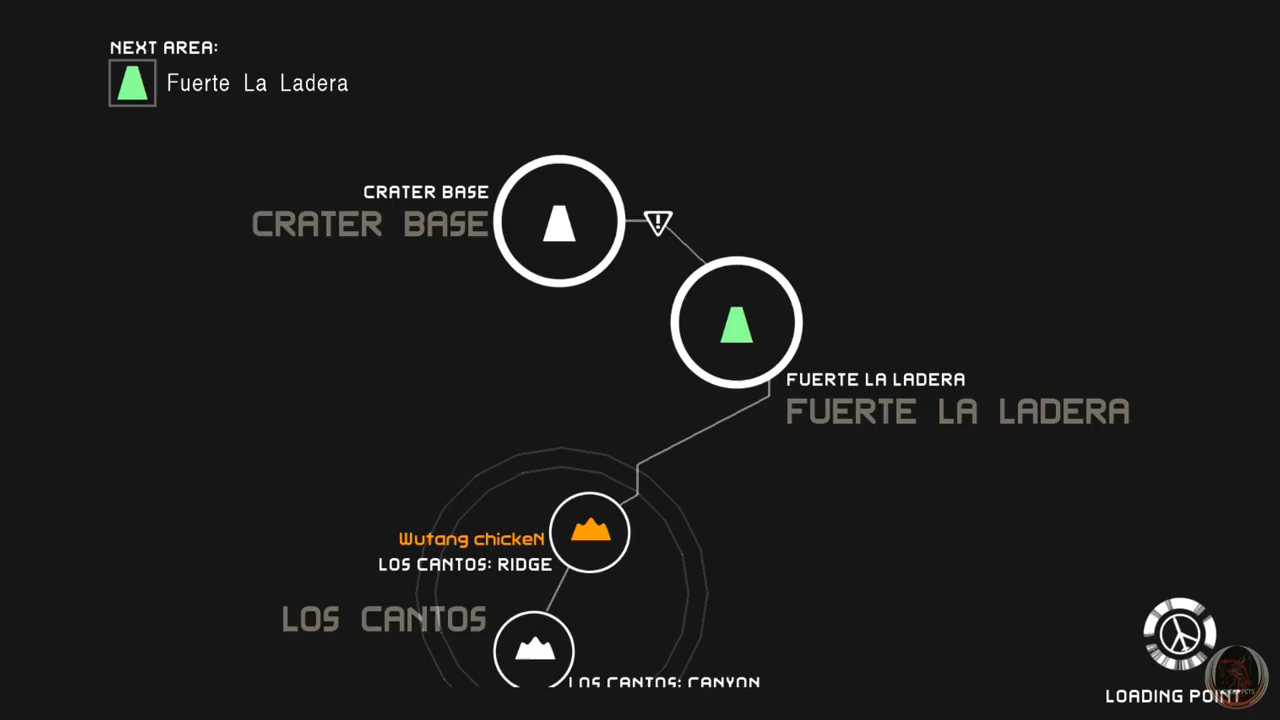 NEXT AREA:
Fuerte La Ladera
CRATER BASE
CRATER BASE
FUERTE LA LADERA
FUERTE LA LADERA
Wutang chickeN
LOS CANTOS: RIDGE
LOS CANTOS
LOS CANTOS: CANYON
LOADING POINT